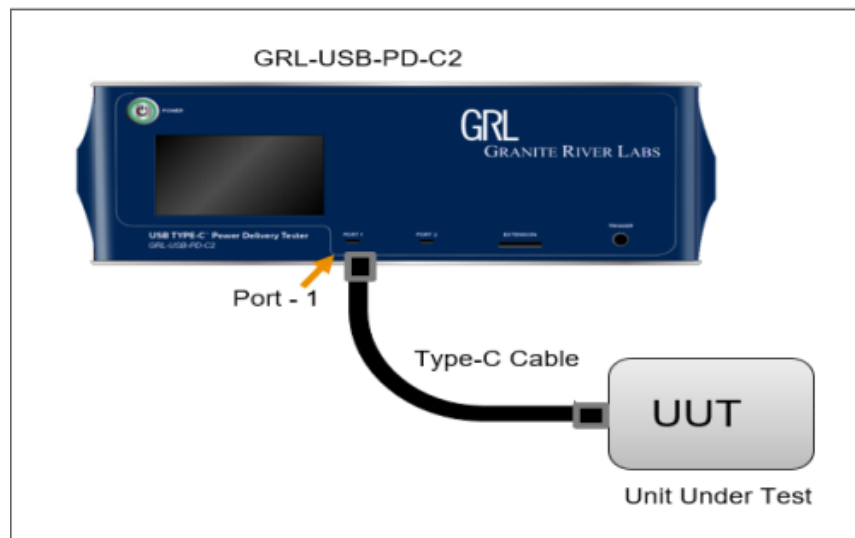 GRL-USB-PD-C2
POWER
GRL
GRANITE RIVER LABS
USB TYPE-C™ Power Delivery Tester
GRL-USB-PD-C2
PORT 1
PORT 2
EXTENSION
TRIGGER
Port - 1
Type-C Cable
UUT
Unit Under Test